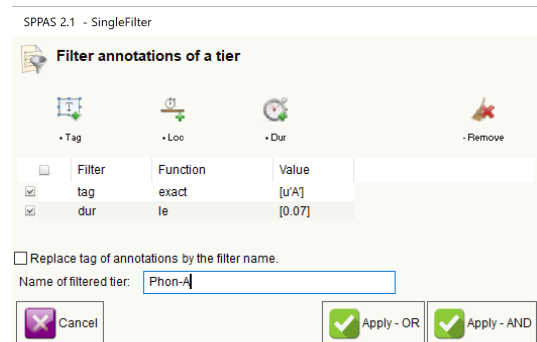 SPPAS 2.1 - SingleFilter
Filter annotations of a tier
+Tag +Loc +Dur -Remove
Filter Function Value
tag exact [u'A']
dur le [0.07]
Replace tag of annotations by the filter name.
Name of filtered tier: Phon-A
Cancel Apply - OR Apply - AND